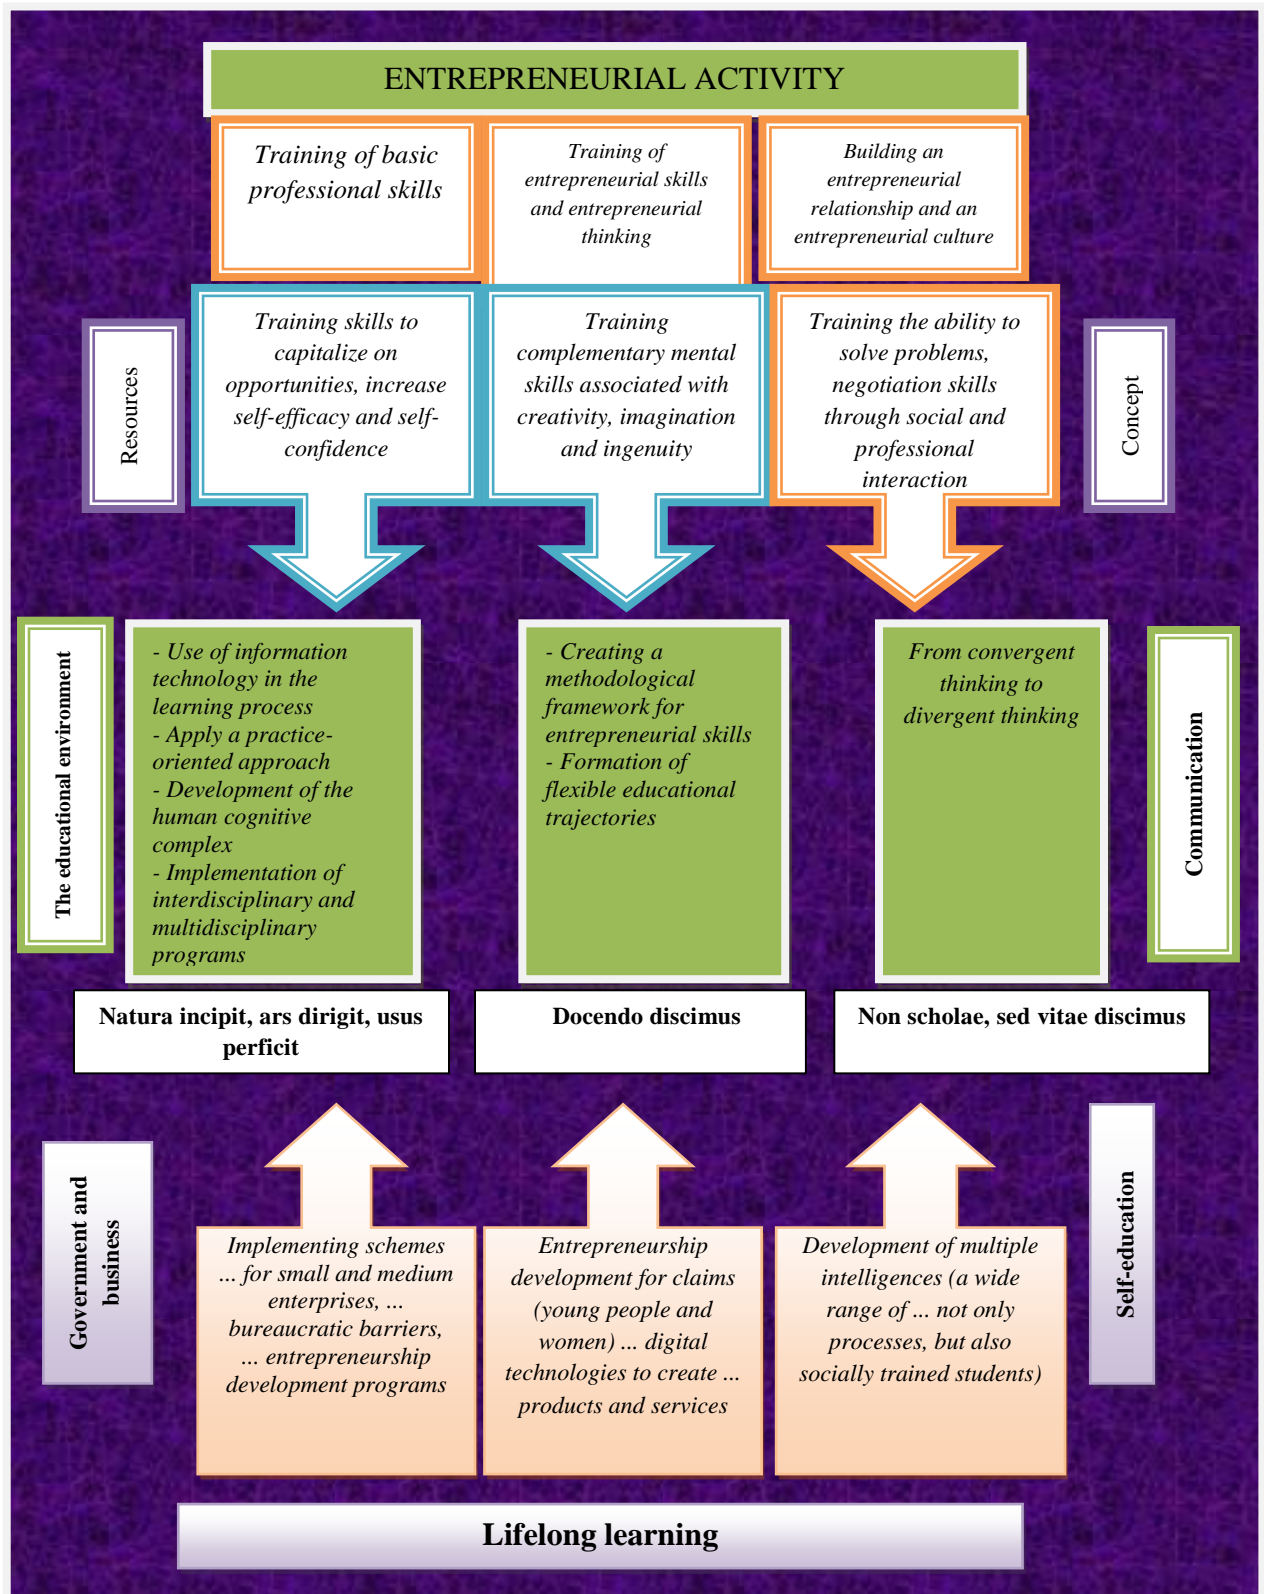 ENTREPRENEURIAL ACTIVITY
Training of basic
professional skills
Training of
entrepreneurial skills
and entrepreneurial
thinking
Building an
entrepreneurial
relationship and an
entrepreneurial culture
Resources
Training skills to
capitalize on
opportunities, increase
self-efficacy and self-
confidence
Training
complementary mental
skills associated with
creativity, imagination
and ingenuity
Training the ability to
solve problems,
negotiation skills
through social and
professional
interaction
Concept
The educational environment
- Use of information
technology in the
learning process
- Apply a practice-
oriented approach
- Development of the
human cognitive
complex
- Implementation of
interdisciplinary and
multidisciplinary
programs
- Creating a
methodological
framework for
entrepreneurial skills
- Formation of
flexible educational
trajectories
From convergent
thinking to
divergent thinking
Communication
Natura incipit, ars dirigit, usus
perficit
Docendo discimus
Non scholae, sed vitae discimus
Government and
business
Implementing schemes
... for small and medium
enterprises, ...
bureaucratic barriers,
... entrepreneurship
development programs
Entrepreneurship
development for claims
(young people and
women) ... digital
technologies to create ...
products and services
Development of multiple
intelligences (a wide
range of ... not only
processes, but also
socially trained students)
Self-education
Lifelong learning